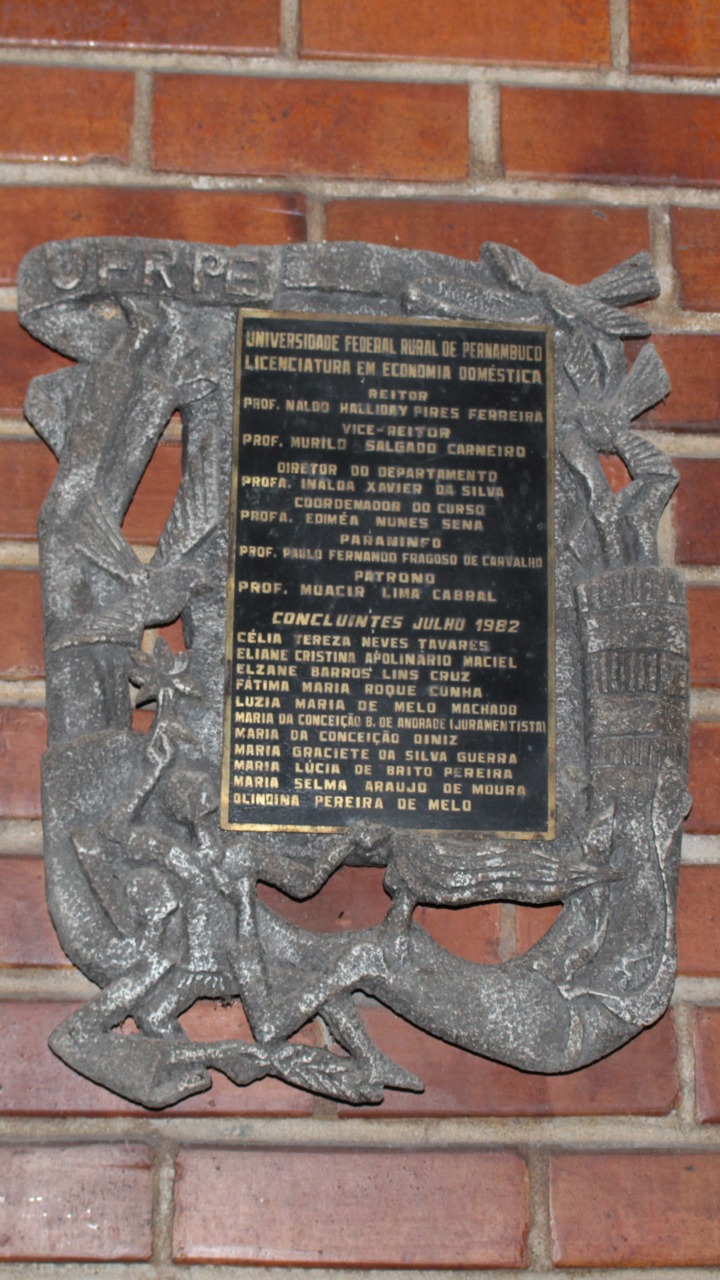 UFRPE
UNIVERSIDADE FEDERAL RURAL DE PERNAMBUCO
LICENCIATURA EM ECONOMIA DOMÉSTICA
REITOR
PROF. NALDO HALLIDAY PIRES FERREIRA
VICE-REITOR
PROF. MURILO SALGADO CARNEIRO
DIRETOR DO DEPARTAMENTO
PROFA. INALDA XAVIER DA SILVA
COORDENADOR DO CURSO
PROFA. EDIMÉA NUNES SENA
PARANINFO
PROF. PAULO FERNANDO FRAGOSO DE CARVALHO
PATRONO
PROF. MUACIR LIMA CABRAL
CONCLUINTES JULHO 1982
CÉLIA TEREZA NEVES TAVARES
ELIANE CRISTINA APOLINÁRIO MACIEL
ELZANE BARROS LINS CRUZ
FÁTIMA MARIA ROQUE CUNHA
LUZIA MARIA DE MELO MACHADO
MARIA DA CONCEIÇÃO B. DE ANDRADE (JURAMENTISTA)
MARIA DA CONCEIÇÃO DINIZ
MARIA GRACIETE DA SILVA GUERRA
MARIA LÚCIA DE BRITO PEREIRA
MARIA SELMA ARAUJO DE MOURA
OLINDINA PEREIRA DE MELO